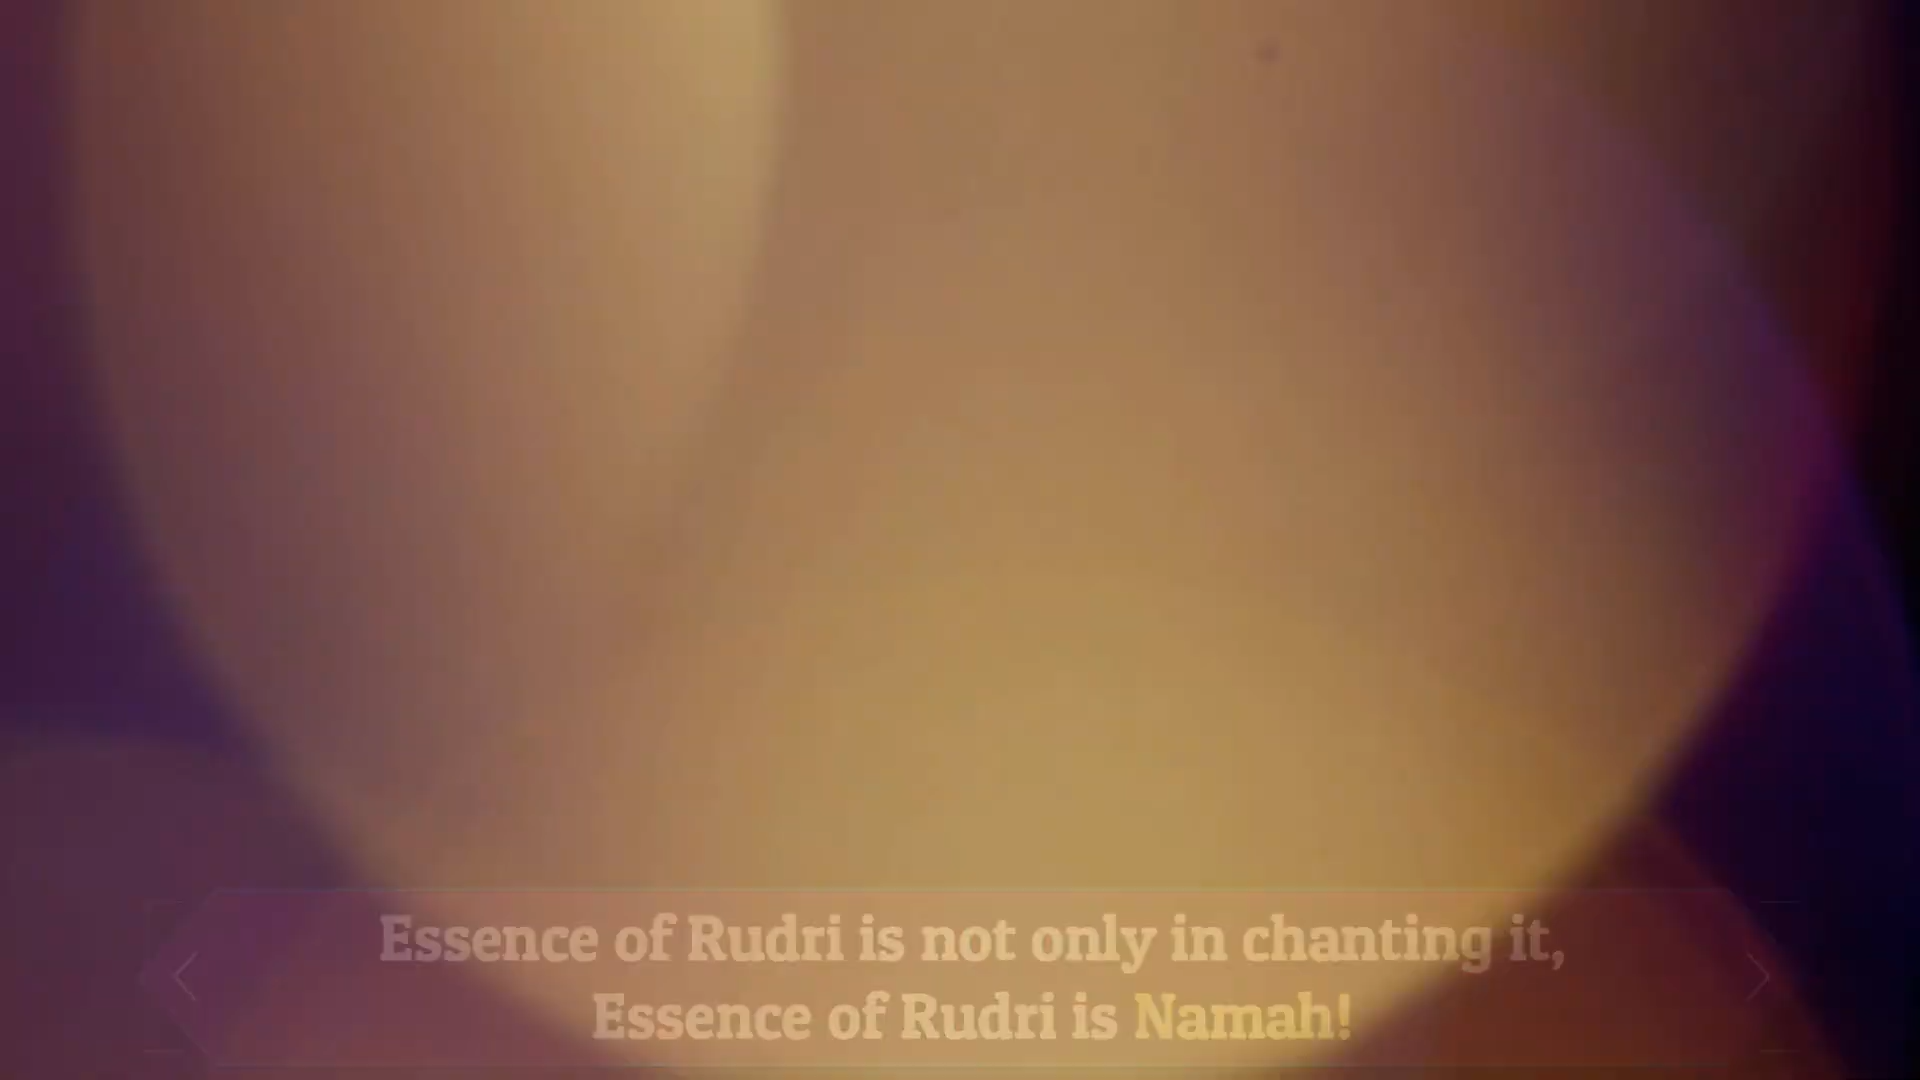 Essence of Rudri is not only in chanting it,
Essence of Rudri is Namah!